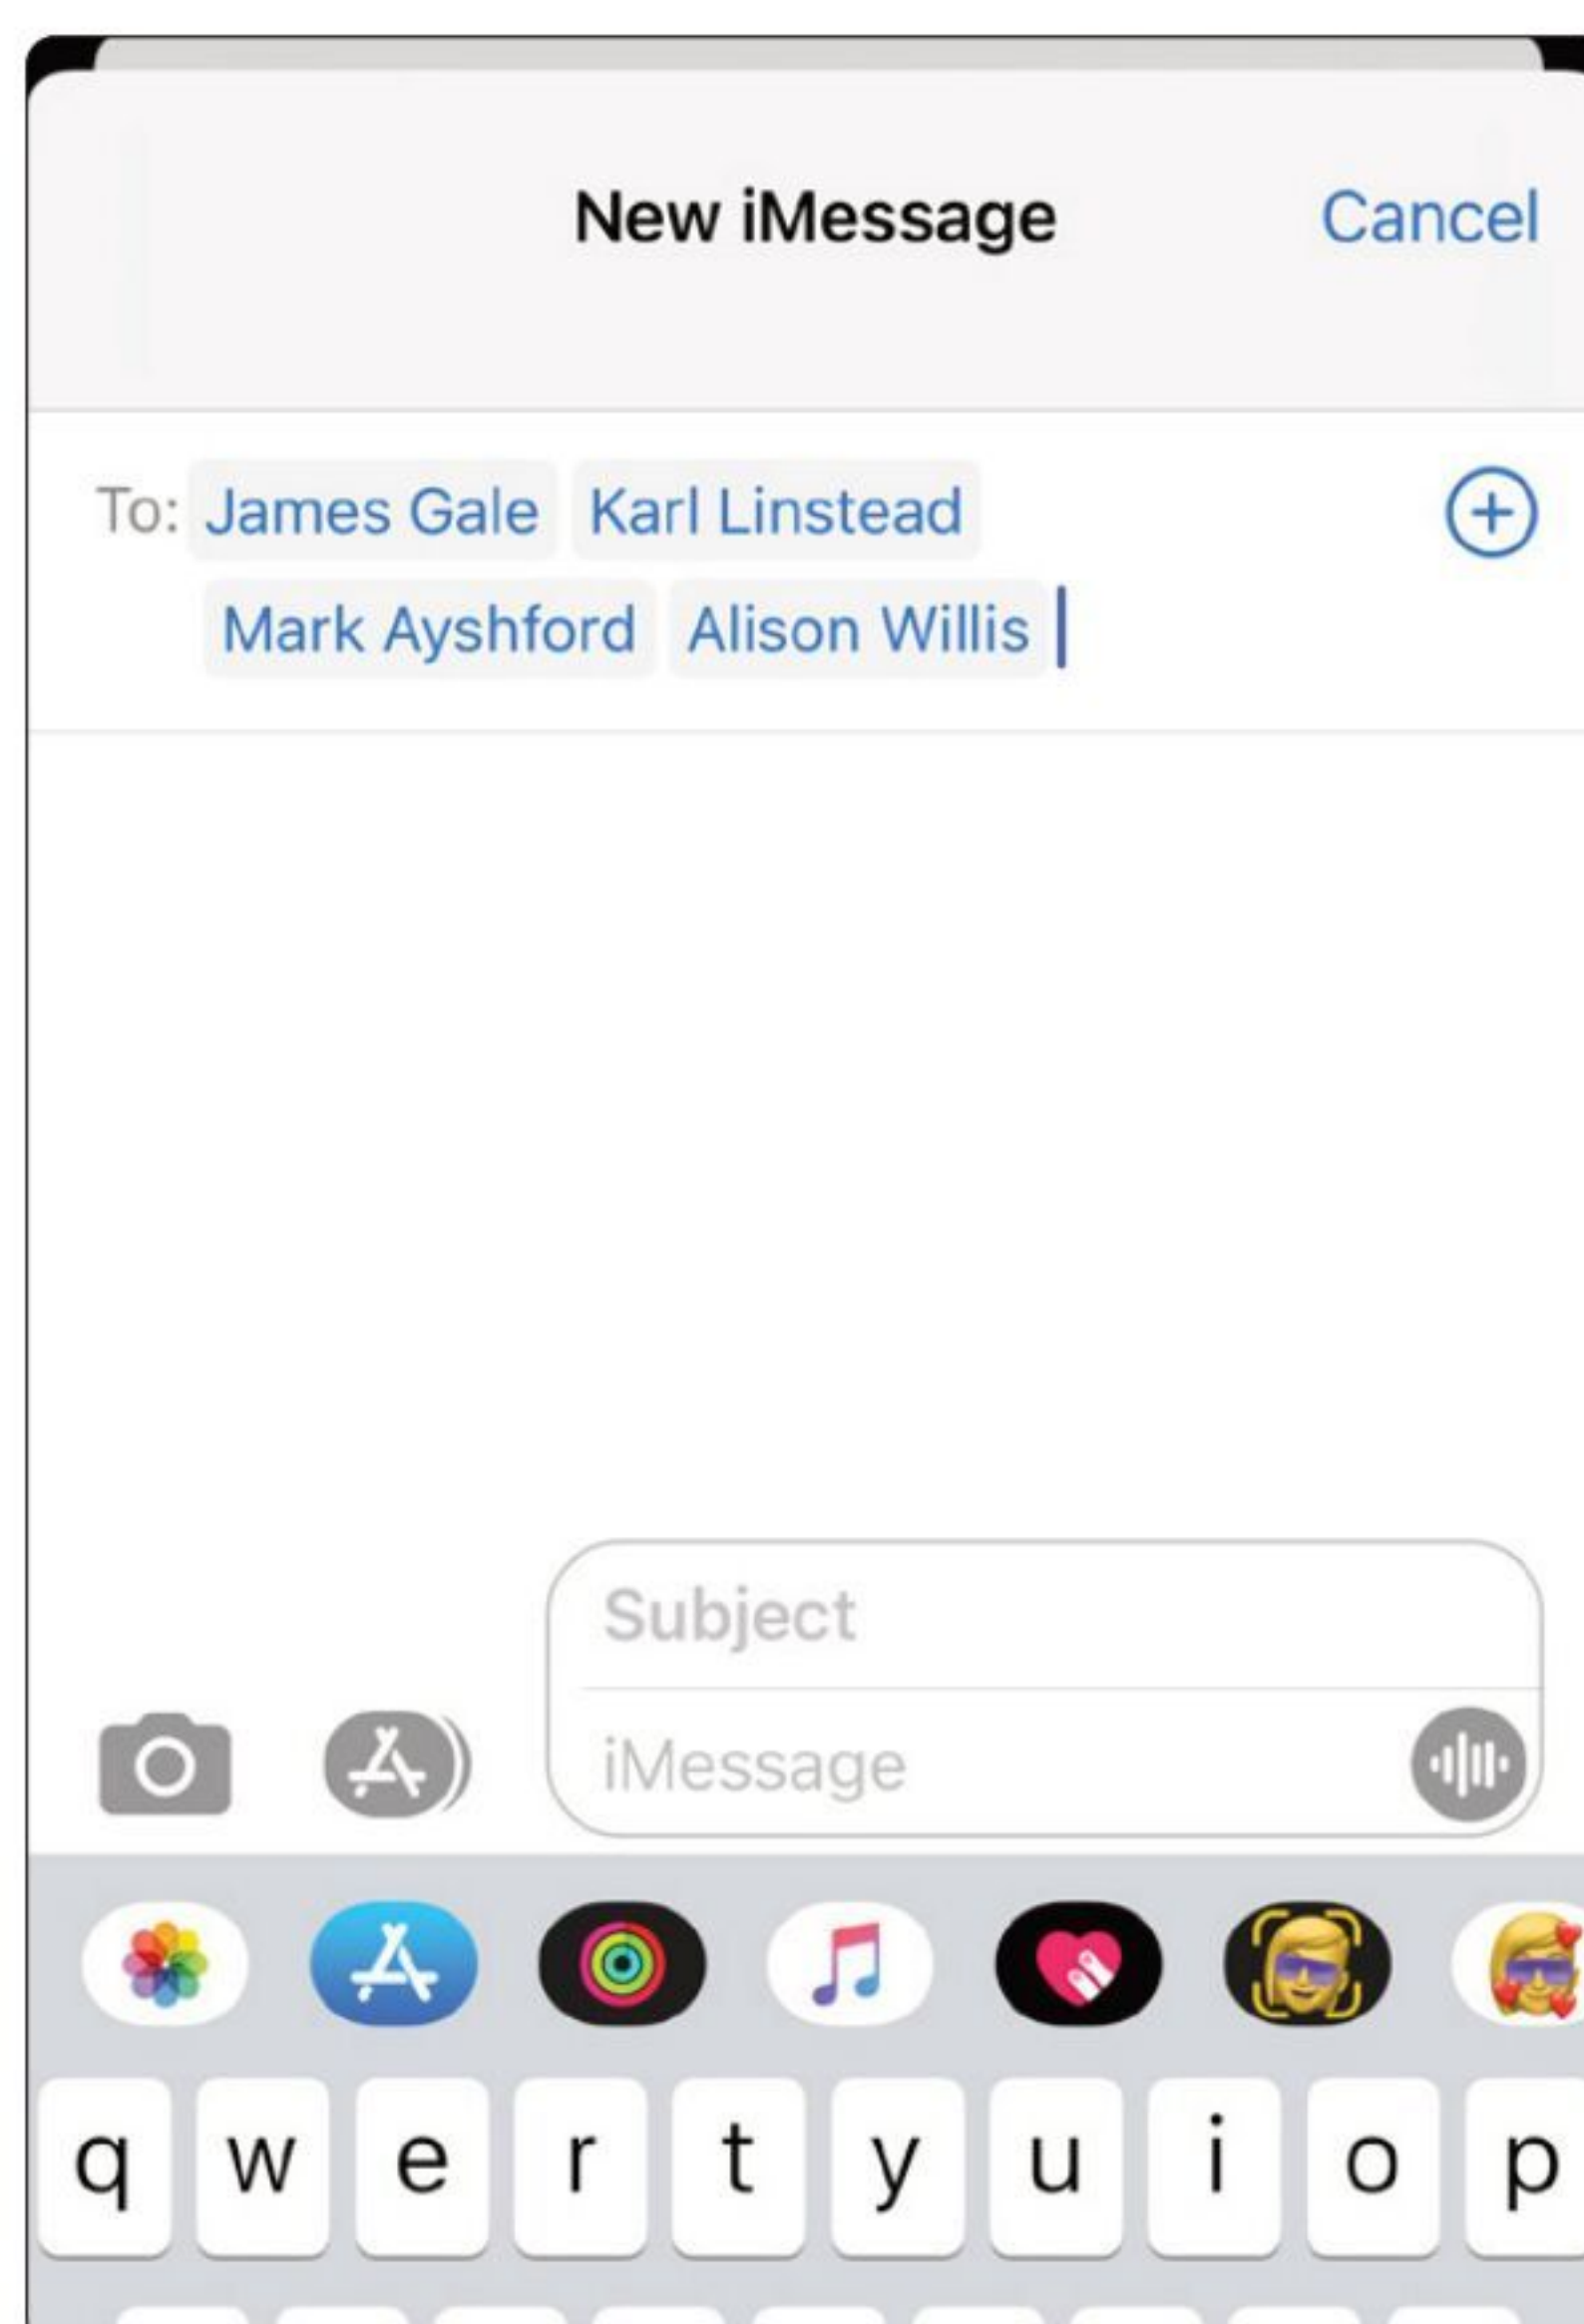 New iMessage Cancel
To: James Gale Karl Linstead
Mark Ayshford Alison Willis
Subject
iMessage
q w e r t y u i o p